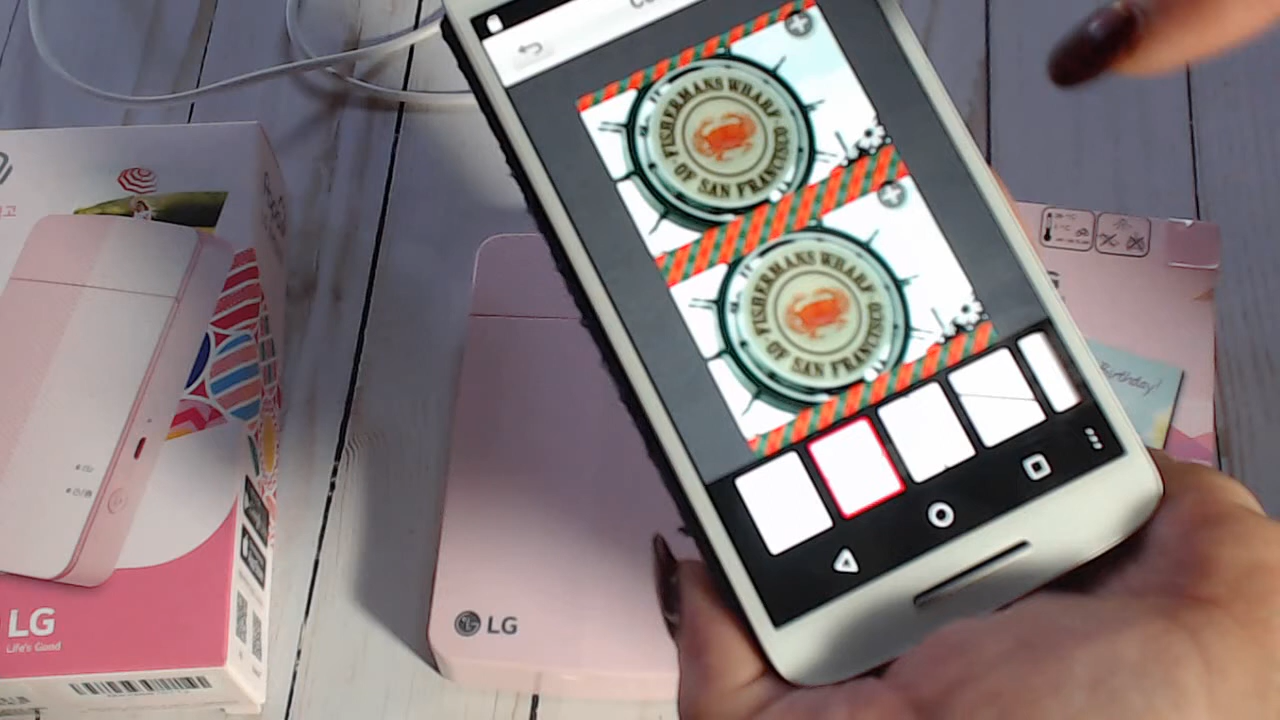 FISHERMANS WHARF
OF SAN FRANCISCO
FISHERMANS WHARF
OF SAN FRANCISCO
Birthday!
LG
LG
Life's Good